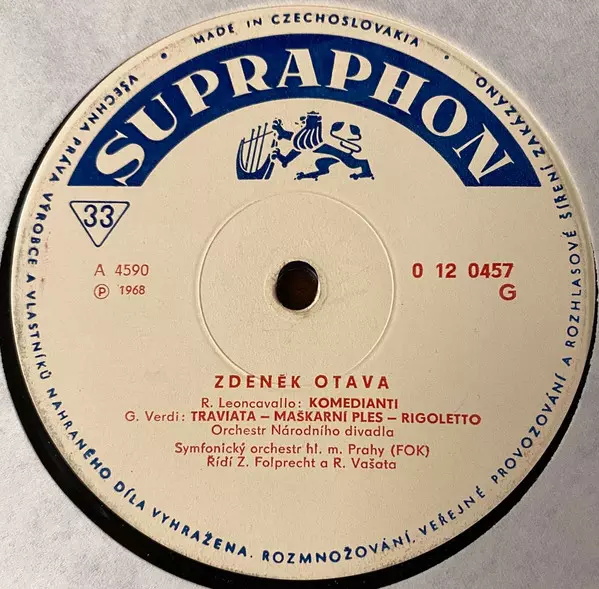 • MADE IN CZECHOSLOVAKIA •
SUPRAPHON
33
A 4590
Ⓟ 1968
0 12 0457
G
ZDENĚK OTAVA
R. Leoncavallo: KOMEDIANTI
G. Verdi: TRAVIATA – MAŠKARNÍ PLES – RIGOLETTO
Orchestr Národního divadla
Symfonický orchestr hl. m. Prahy (FOK)
Řídí Z. Folprecht a R. Vašata
VŠECHNA PRÁVA VÝROBCE A VLASTNÍKŮ NAHRANÉHO DÍLA VYHRAŽENA. ROZMNOŽOVÁNÍ, VEŘEJNÉ PROVOZOVÁNÍ A ROZHLASOVÉ ŠÍŘENÍ ZAKÁZÁNO